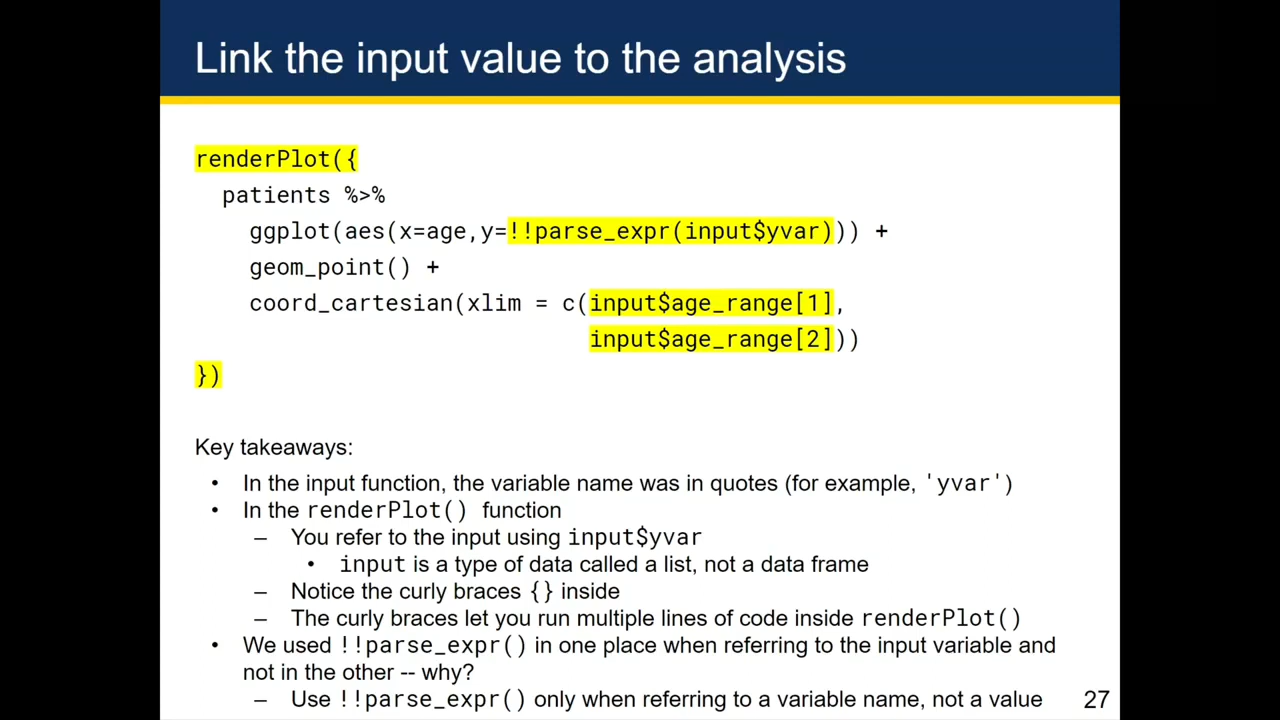 Link the input value to the analysis
renderPlot({
patients %>%
ggplot(aes(x=age,y=!!parse_expr(input$yvar))) +
geom_point() +
coord_cartesian(xlim = c(input$age_range[1],
input$age_range[2]))
})
Key takeaways:
• In the input function, the variable name was in quotes (for example, 'yvar')
• In the renderPlot() function
– You refer to the input using input$yvar
• input is a type of data called a list, not a data frame
– Notice the curly braces {} inside
– The curly braces let you run multiple lines of code inside renderPlot()
• We used !!parse_expr() in one place when referring to the input variable and
not in the other -- why?
– Use !!parse_expr() only when referring to a variable name, not a value
27